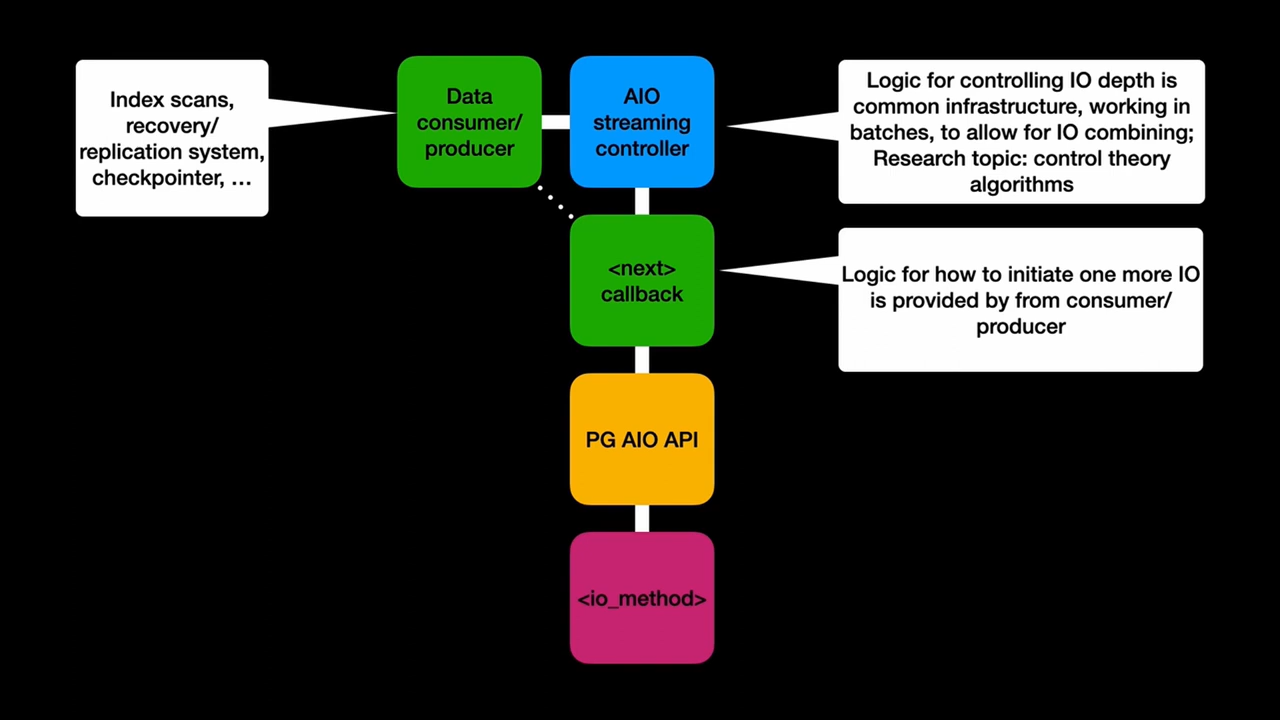 Index scans,
recovery/
replication system,
checkpointer, …
Data
consumer/
producer
AIO
streaming
controller
Logic for controlling IO depth is
common infrastructure, working in
batches, to allow for IO combining;
Research topic: control theory
algorithms
<next>
callback
Logic for how to initiate one more IO
is provided by from consumer/
producer
PG AIO API
<io_method>